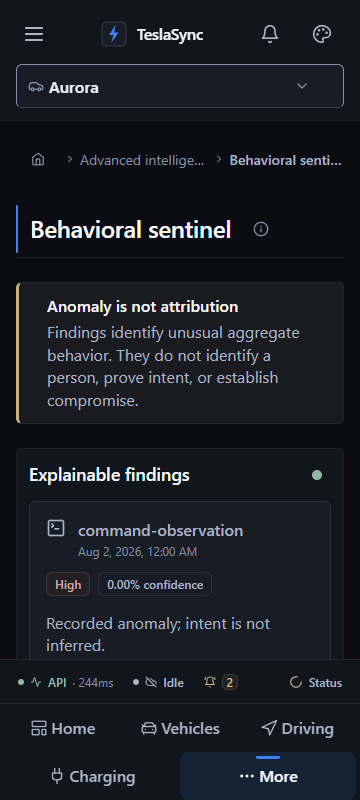 TeslaSync
Aurora
Advanced intellige... Behavioral senti...
Behavioral sentinel
Anomaly is not attribution
Findings identify unusual aggregate
behavior. They do not identify a
person, prove intent, or establish
compromise.
Explainable findings
command-observation
Aug 2, 2026, 12:00 AM
High 0.00% confidence
Recorded anomaly; intent is not
inferred.
API · 244ms Idle 2 Status
Home Vehicles Driving
Charging More